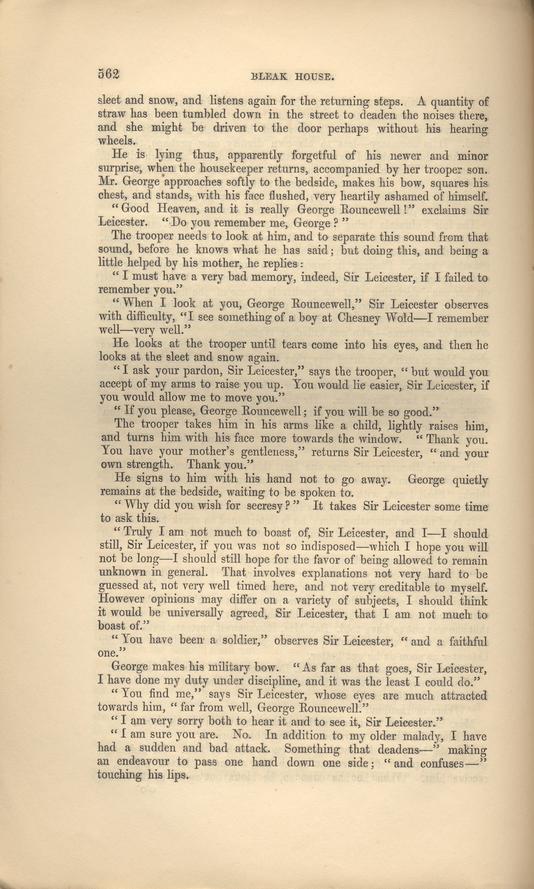 562
BLEAK HOUSE.
sleet and snow, and listens again for the returning steps. A quantity of
straw has been tumbled down in the street to deaden the noises there,
and she might be driven to the door perhaps without his hearing
wheels.
He is lying thus, apparently forgetful of his newer and minor
surprise, when the housekeeper returns, accompanied by her trooper son.
Mr. George approaches softly to the bedside, makes his bow, squares his
chest, and stands, with his face flushed, very heartily ashamed of himself.
“Good Heaven, and it is really George Rouncewell!” exclaims Sir
Leicester. “Do you remember me, George?”
The trooper needs to look at him, and to separate this sound from that
sound, before he knows what he has said; but doing this, and being a
little helped by his mother, he replies:
“I must have a very bad memory, indeed, Sir Leicester, if I failed to
remember you.”
“When I look at you, George Rouncewell,” Sir Leicester observes
with difficulty, “I see something of a boy at Chesney Wold—I remember
well—very well.”
He looks at the trooper until tears come into his eyes, and then he
looks at the sleet and snow again.
“I ask your pardon, Sir Leicester,” says the trooper, “but would you
accept of my arms to raise you up. You would lie easier, Sir Leicester, if
you would allow me to move you.”
“If you please, George Rouncewell; if you will be so good.”
The trooper takes him in his arms like a child, lightly raises him,
and turns him with his face more towards the window. “Thank you.
You have your mother’s gentleness,” returns Sir Leicester, “and your
own strength. Thank you.”
He signs to him with his hand not to go away. George quietly
remains at the bedside, waiting to be spoken to.
“Why did you wish for secresy?” It takes Sir Leicester some time
to ask this.
“Truly I am not much to boast of, Sir Leicester, and I—I should
still, Sir Leicester, if you was not so indisposed—which I hope you will
not be long—I should still hope for the favor of being allowed to remain
unknown in general. That involves explanations not very hard to be
guessed at, not very well timed here, and not very creditable to myself.
However opinions may differ on a variety of subjects, I should think
it would be universally agreed, Sir Leicester, that I am not much to
boast of.”
“You have been a soldier,” observes Sir Leicester, “and a faithful
one.”
George makes his military bow. “As far as that goes, Sir Leicester,
I have done my duty under discipline, and it was the least I could do.”
“You find me,” says Sir Leicester, whose eyes are much attracted
towards him, “far from well, George Rouncewell.”
“I am very sorry both to hear it and to see it, Sir Leicester.”
“I am sure you are. No. In addition to my older malady, I have
had a sudden and bad attack. Something that deadens—” making
an endeavour to pass one hand down one side; “and confuses—”
touching his lips.